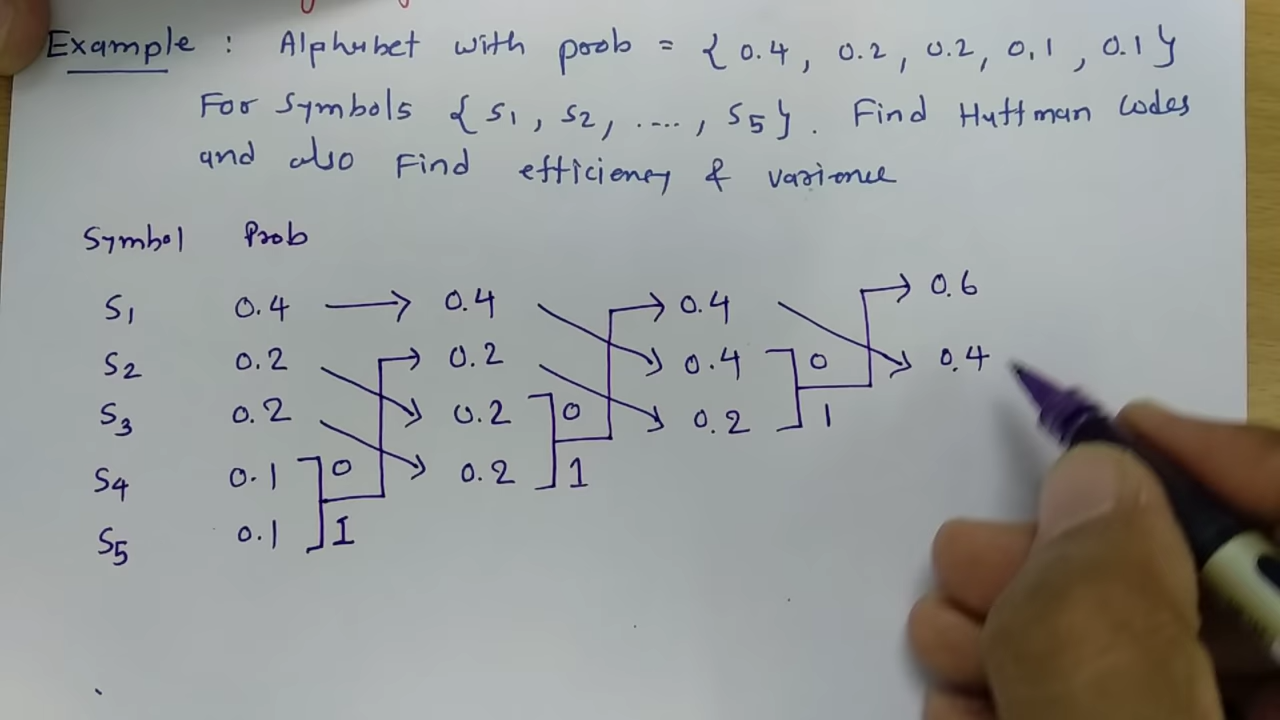 Example : Alphabet with prob = { 0.4 , 0.2 , 0.2 , 0.1 , 0.1 }
For Symbols { S1 , S2 , .... , S5 } . Find Huffman Codes
and also Find efficiency & varience
Symbol Prob
S1 0.4 → 0.4 0.4 0.6
S2 0.2 0.2 0.4 0 0.4
S3 0.2 0.2 0 0.2 1
S4 0.1 0 0.2 1
S5 0.1 1